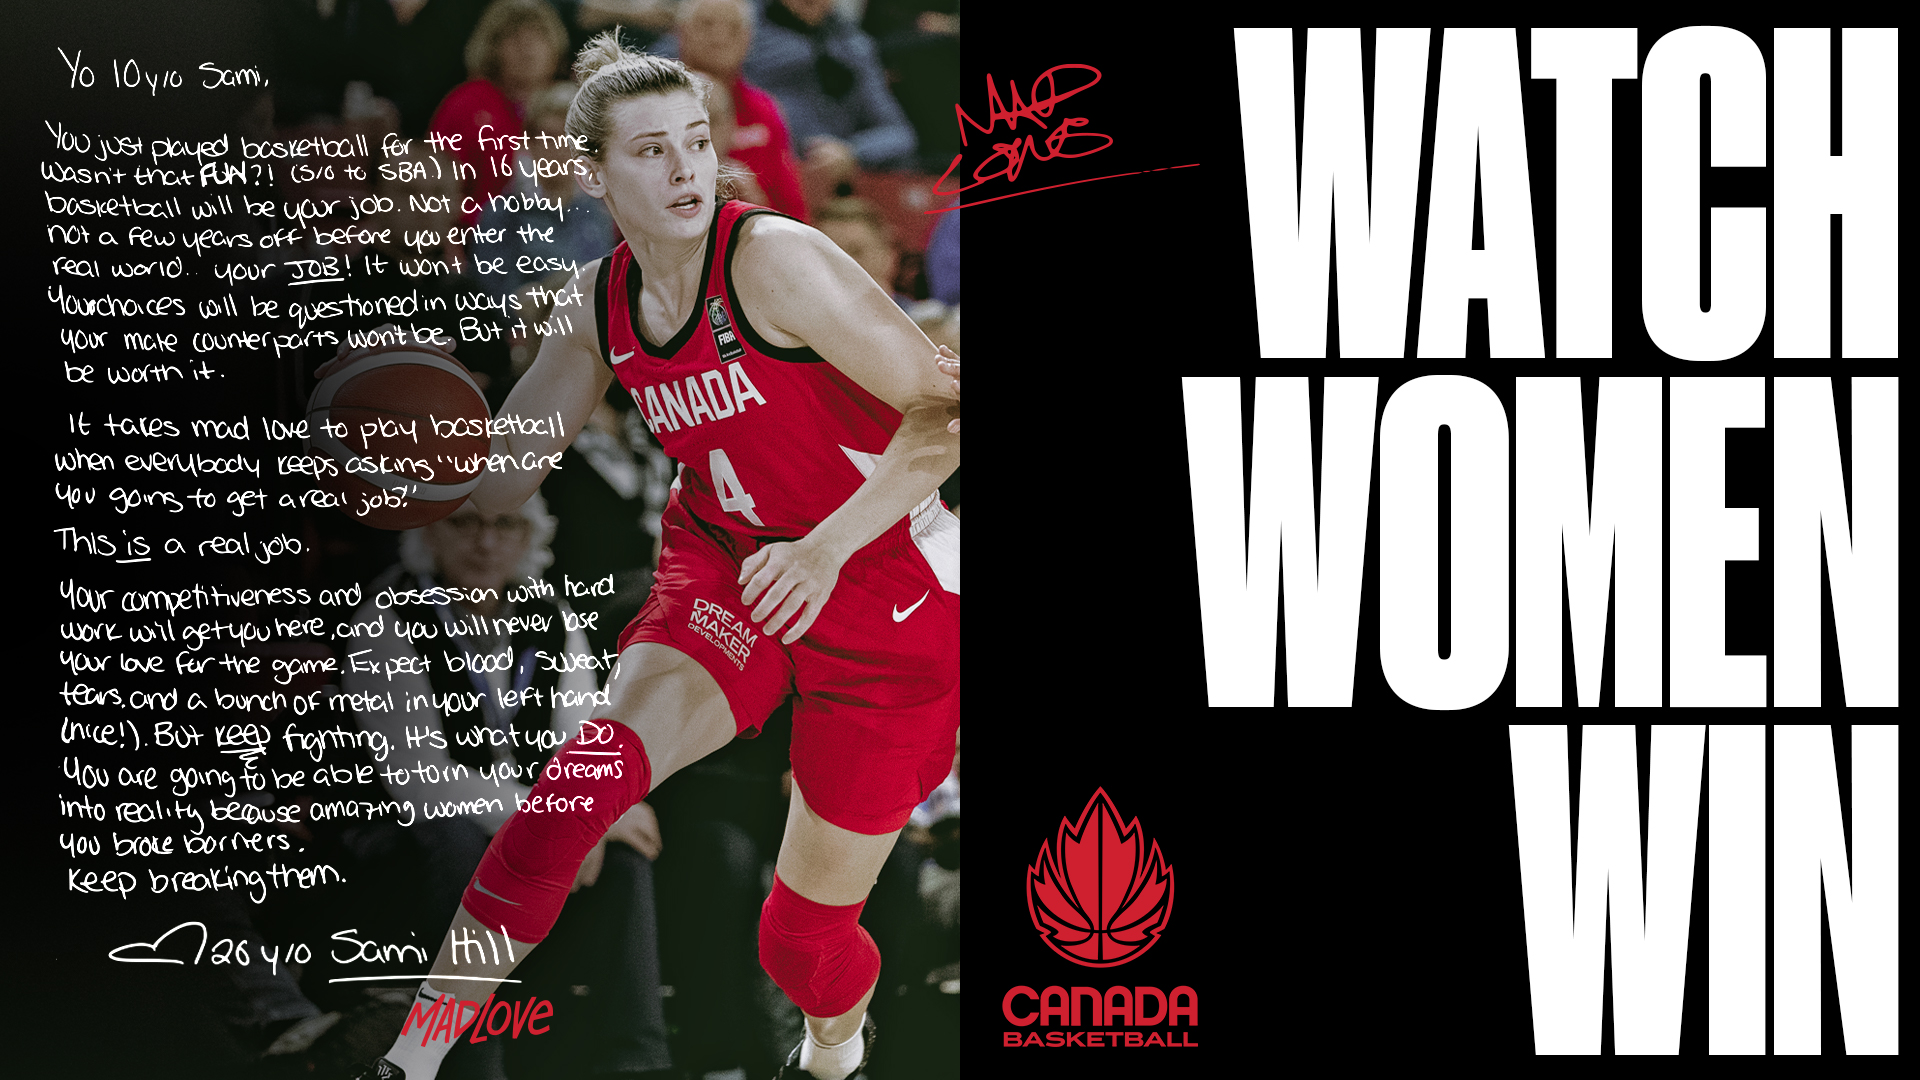 Yo 10 y/o Sami,
You just played basketball for the first time.
Wasn't that FUN?! (S/O to SBA.) In 16 years,
basketball will be your job. Not a hobby...
not a few years off before you enter the
real world.. your JOB! It won't be easy.
Your choices will be questioned in ways that
your male counterparts won't be. But it will
be worth it.
It takes mad love to play basketball
when everybody keeps asking "when are
you going to get a real job?"
This is a real job.
Your competitiveness and obsession with hard
work will get you here, and you will never lose
your love for the game. Expect blood, sweat,
tears, and a bunch of metal in your left hand
(nice!). But keep fighting. It's what you DO.
You are going to be able to turn your dreams
into reality because amazing women before
you broke barriers.
Keep breaking them.
26 y/o Sami Hill
MADLOVE
FIBA
CANADA
4
DREAM
MAKER
DEVELOPMENTS
MAD
LOVE
WATCH
WOMEN
WIN
CANADA
BASKETBALL